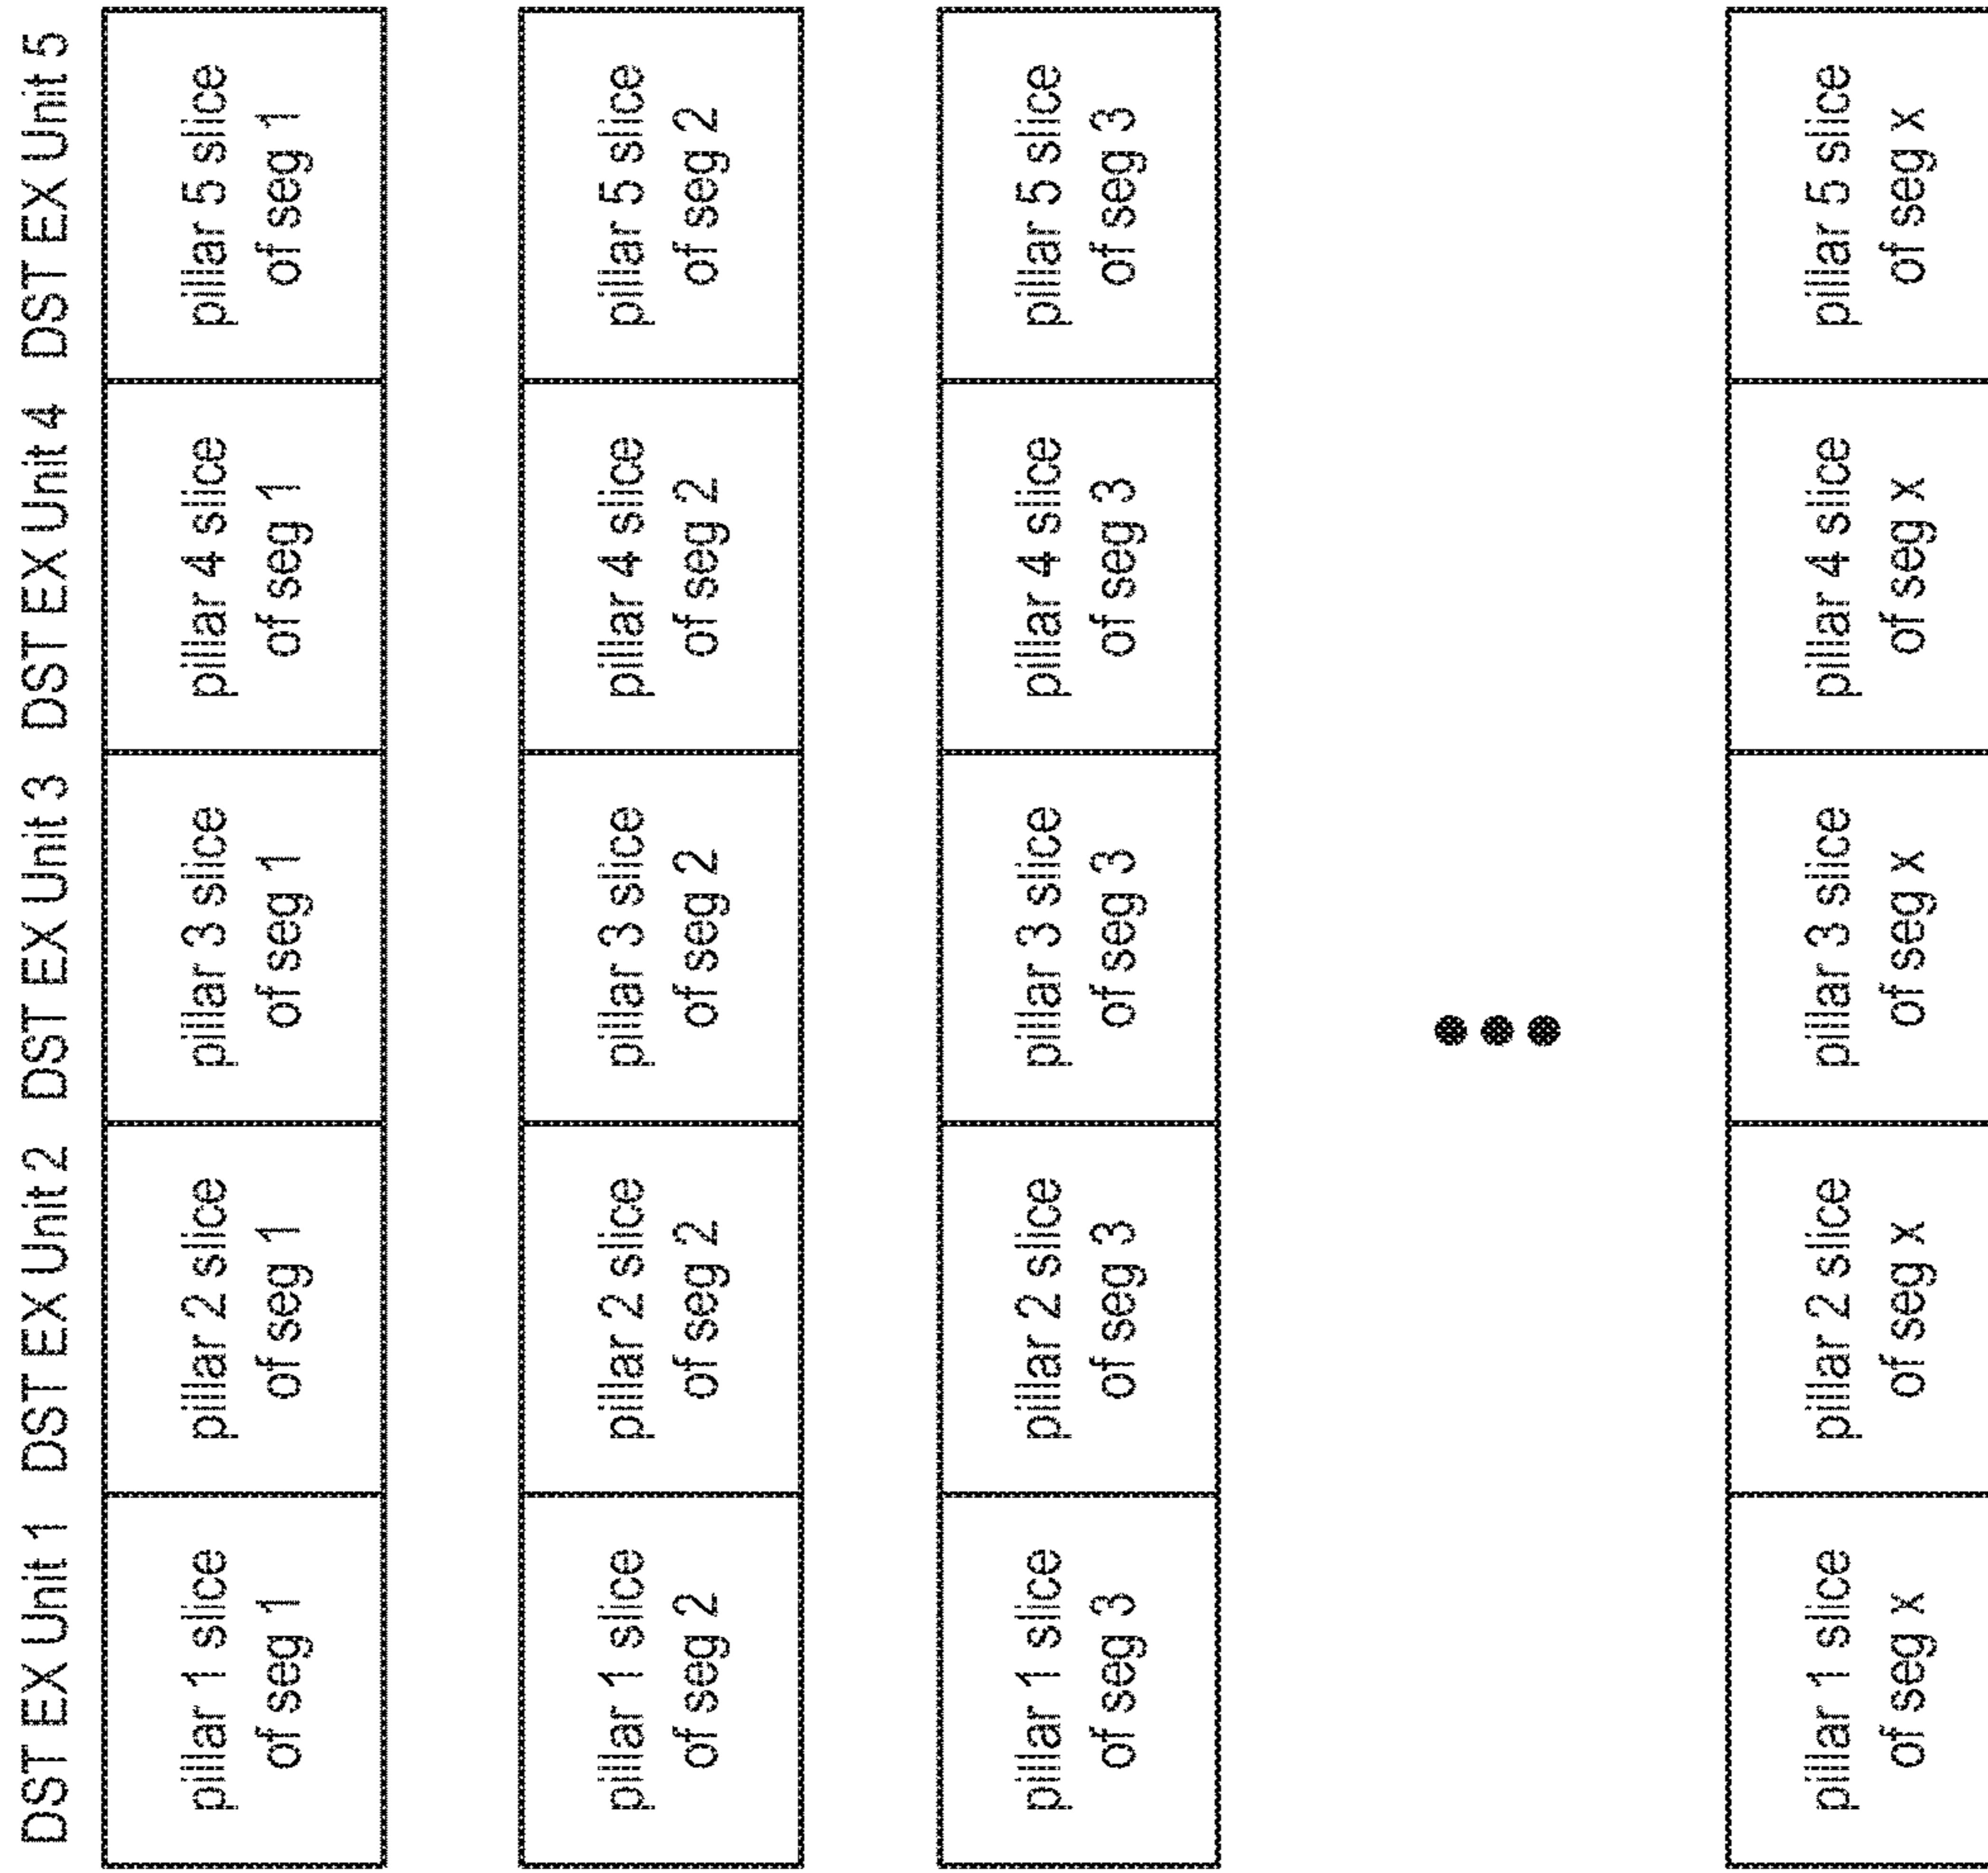 DST EX Unit 1 DST EX Unit 2 DST EX Unit 3 DST EX Unit 4 DST EX Unit 5
pillar 1 slice
of seg 1
pillar 2 slice
of seg 1
pillar 3 slice
of seg 1
pillar 4 slice
of seg 1
pillar 5 slice
of seg 1
pillar 1 slice
of seg 2
pillar 2 slice
of seg 2
pillar 3 slice
of seg 2
pillar 4 slice
of seg 2
pillar 5 slice
of seg 2
pillar 1 slice
of seg 3
pillar 2 slice
of seg 3
pillar 3 slice
of seg 3
pillar 4 slice
of seg 3
pillar 5 slice
of seg 3
pillar 1 slice
of seg x
pillar 2 slice
of seg x
pillar 3 slice
of seg x
pillar 4 slice
of seg x
pillar 5 slice
of seg x